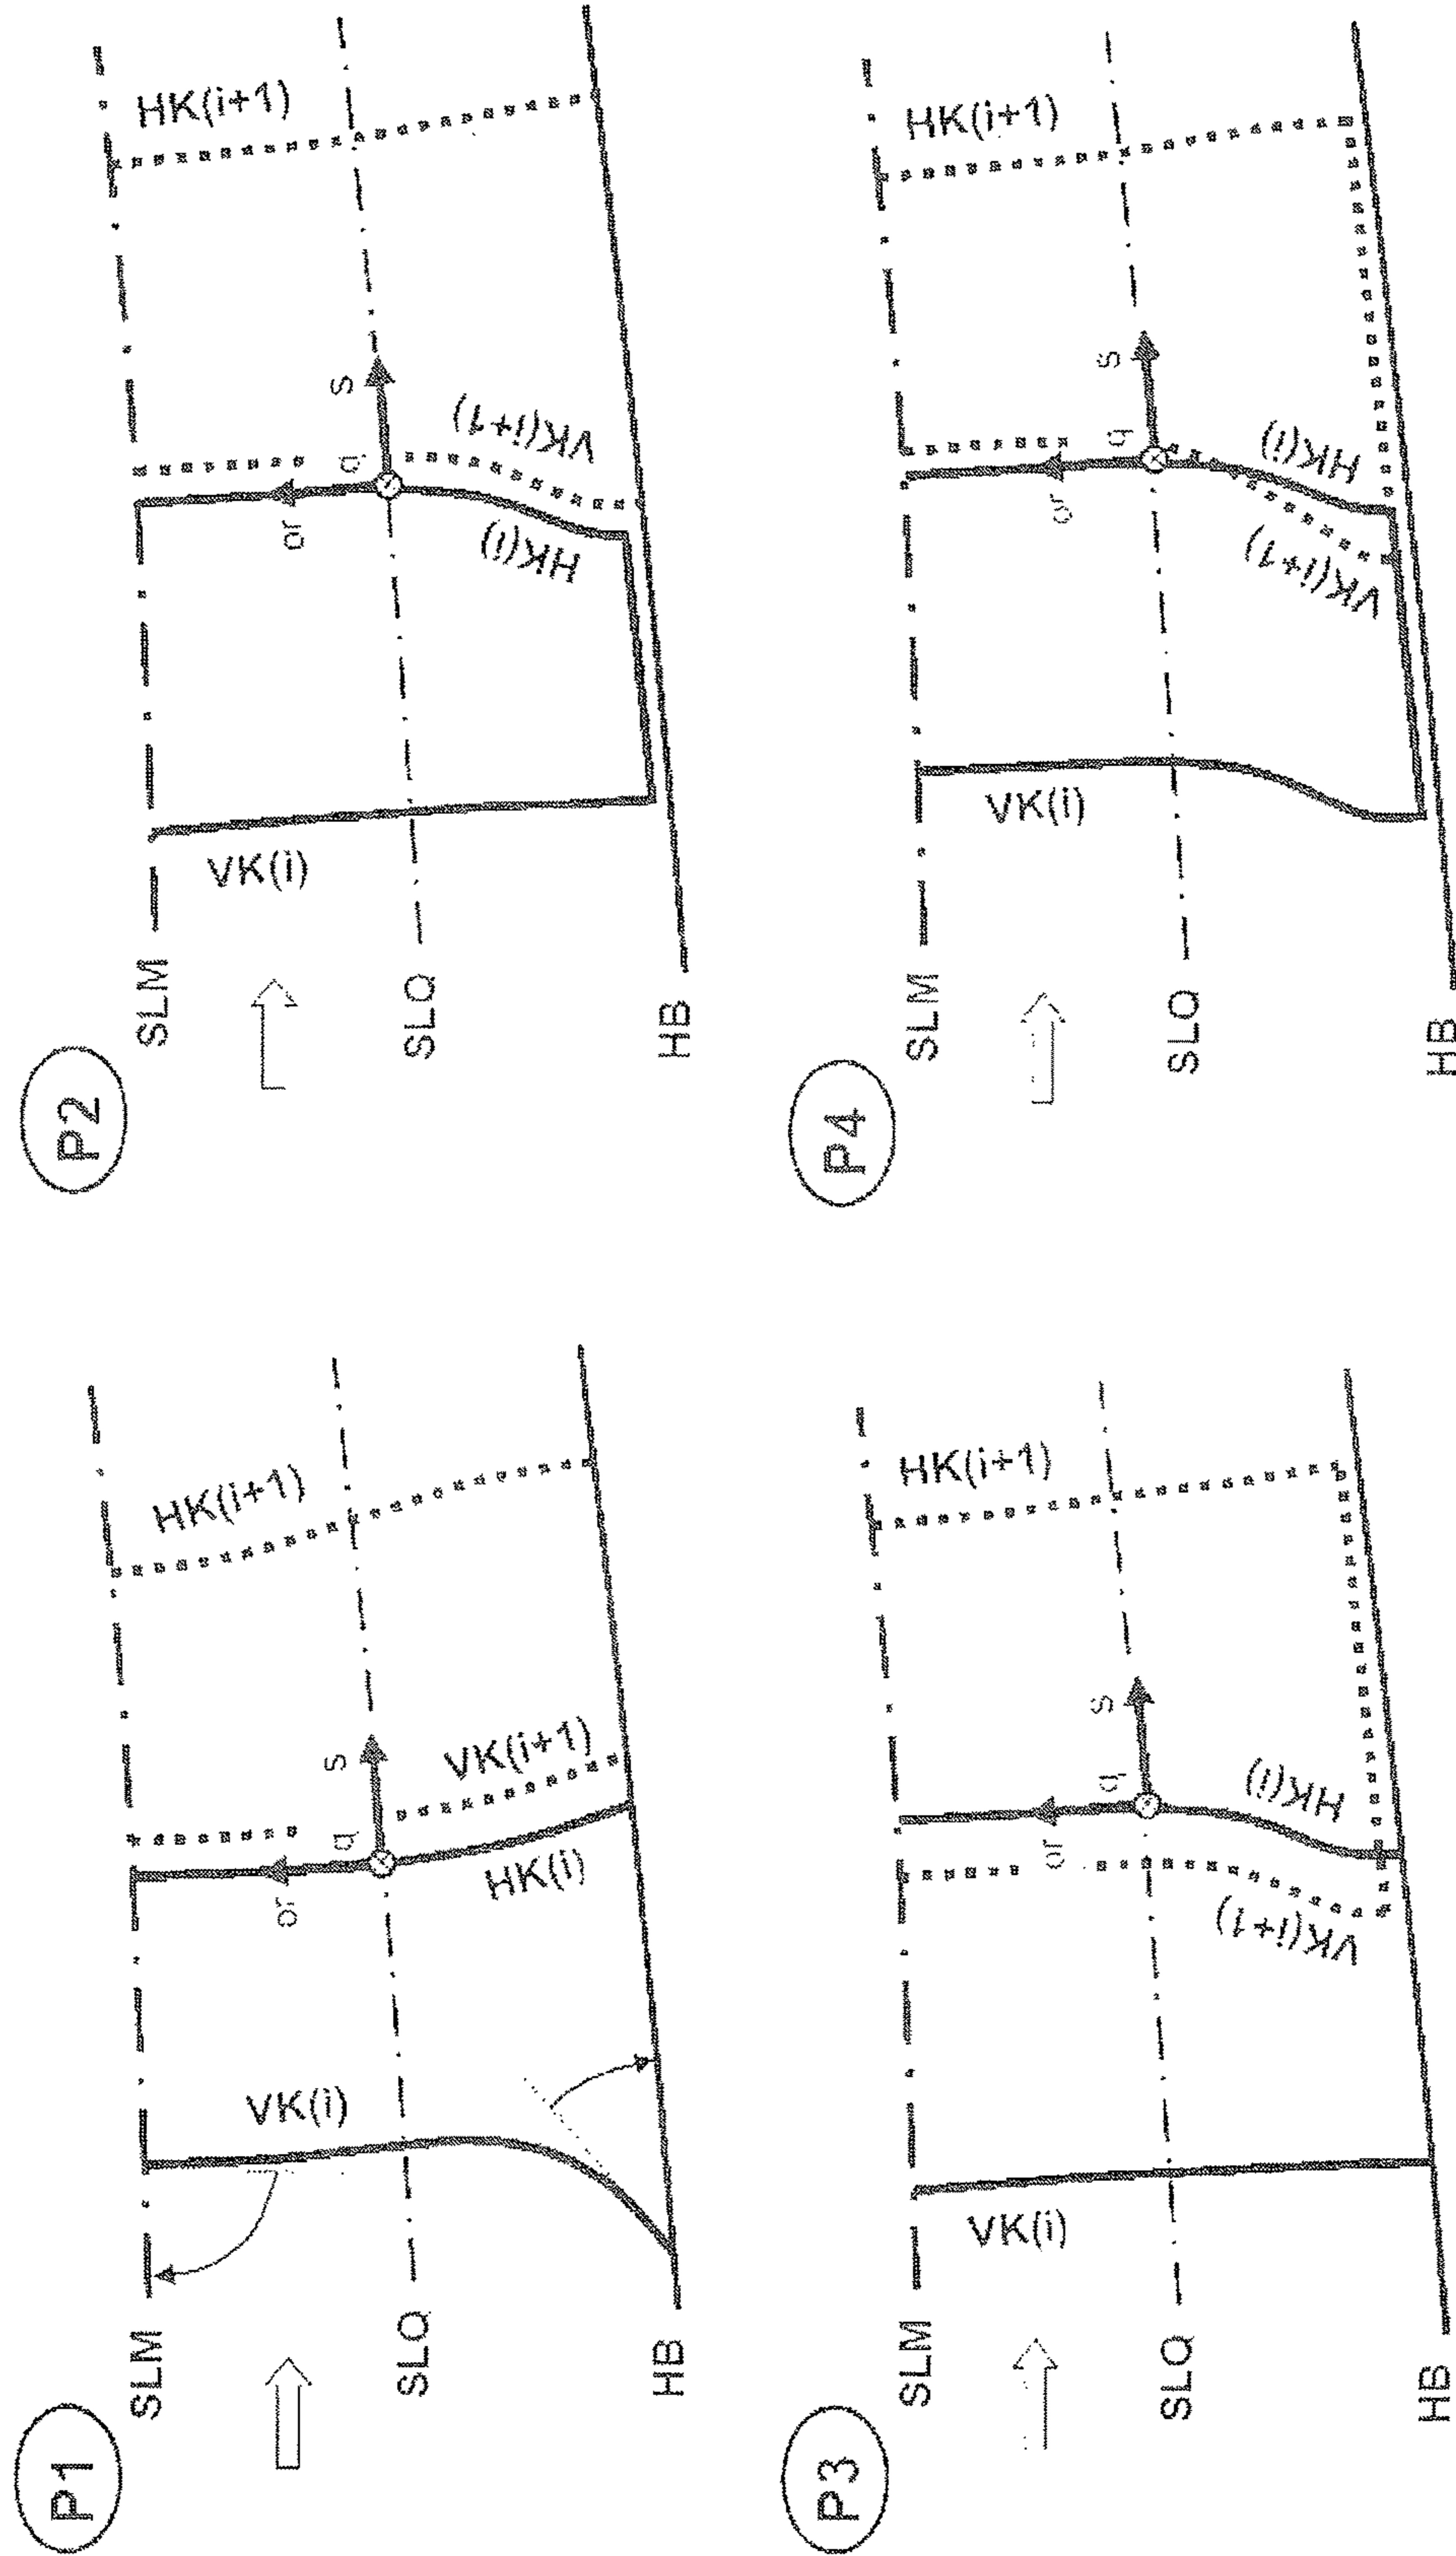 P1
SLM
VK(i)
or
q
s
HK(i+1)
VK(i+1)
HK(i)
SLQ
HB
P2
SLM
VK(i)
or
q
s
HK(i+1)
VK(i+1)
HK(i)
SLQ
HB
P3
SLM
VK(i)
or
q
s
HK(i+1)
HK(i)
VK(i+1)
SLQ
HB
P4
SLM
VK(i)
or
q
s
HK(i+1)
HK(i)
VK(i+1)
SLQ
HB